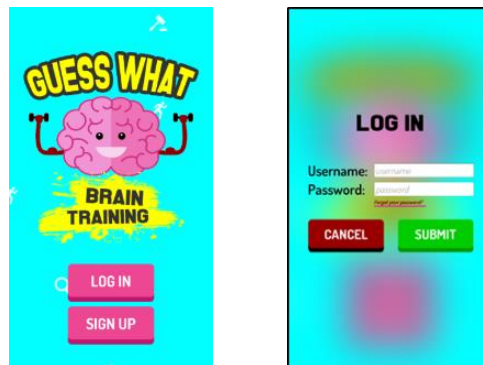 GUESS WHAT
BRAIN
TRAINING
LOG IN
SIGN UP
LOG IN
Username: username
Password: password
Forgot your password?
CANCEL SUBMIT